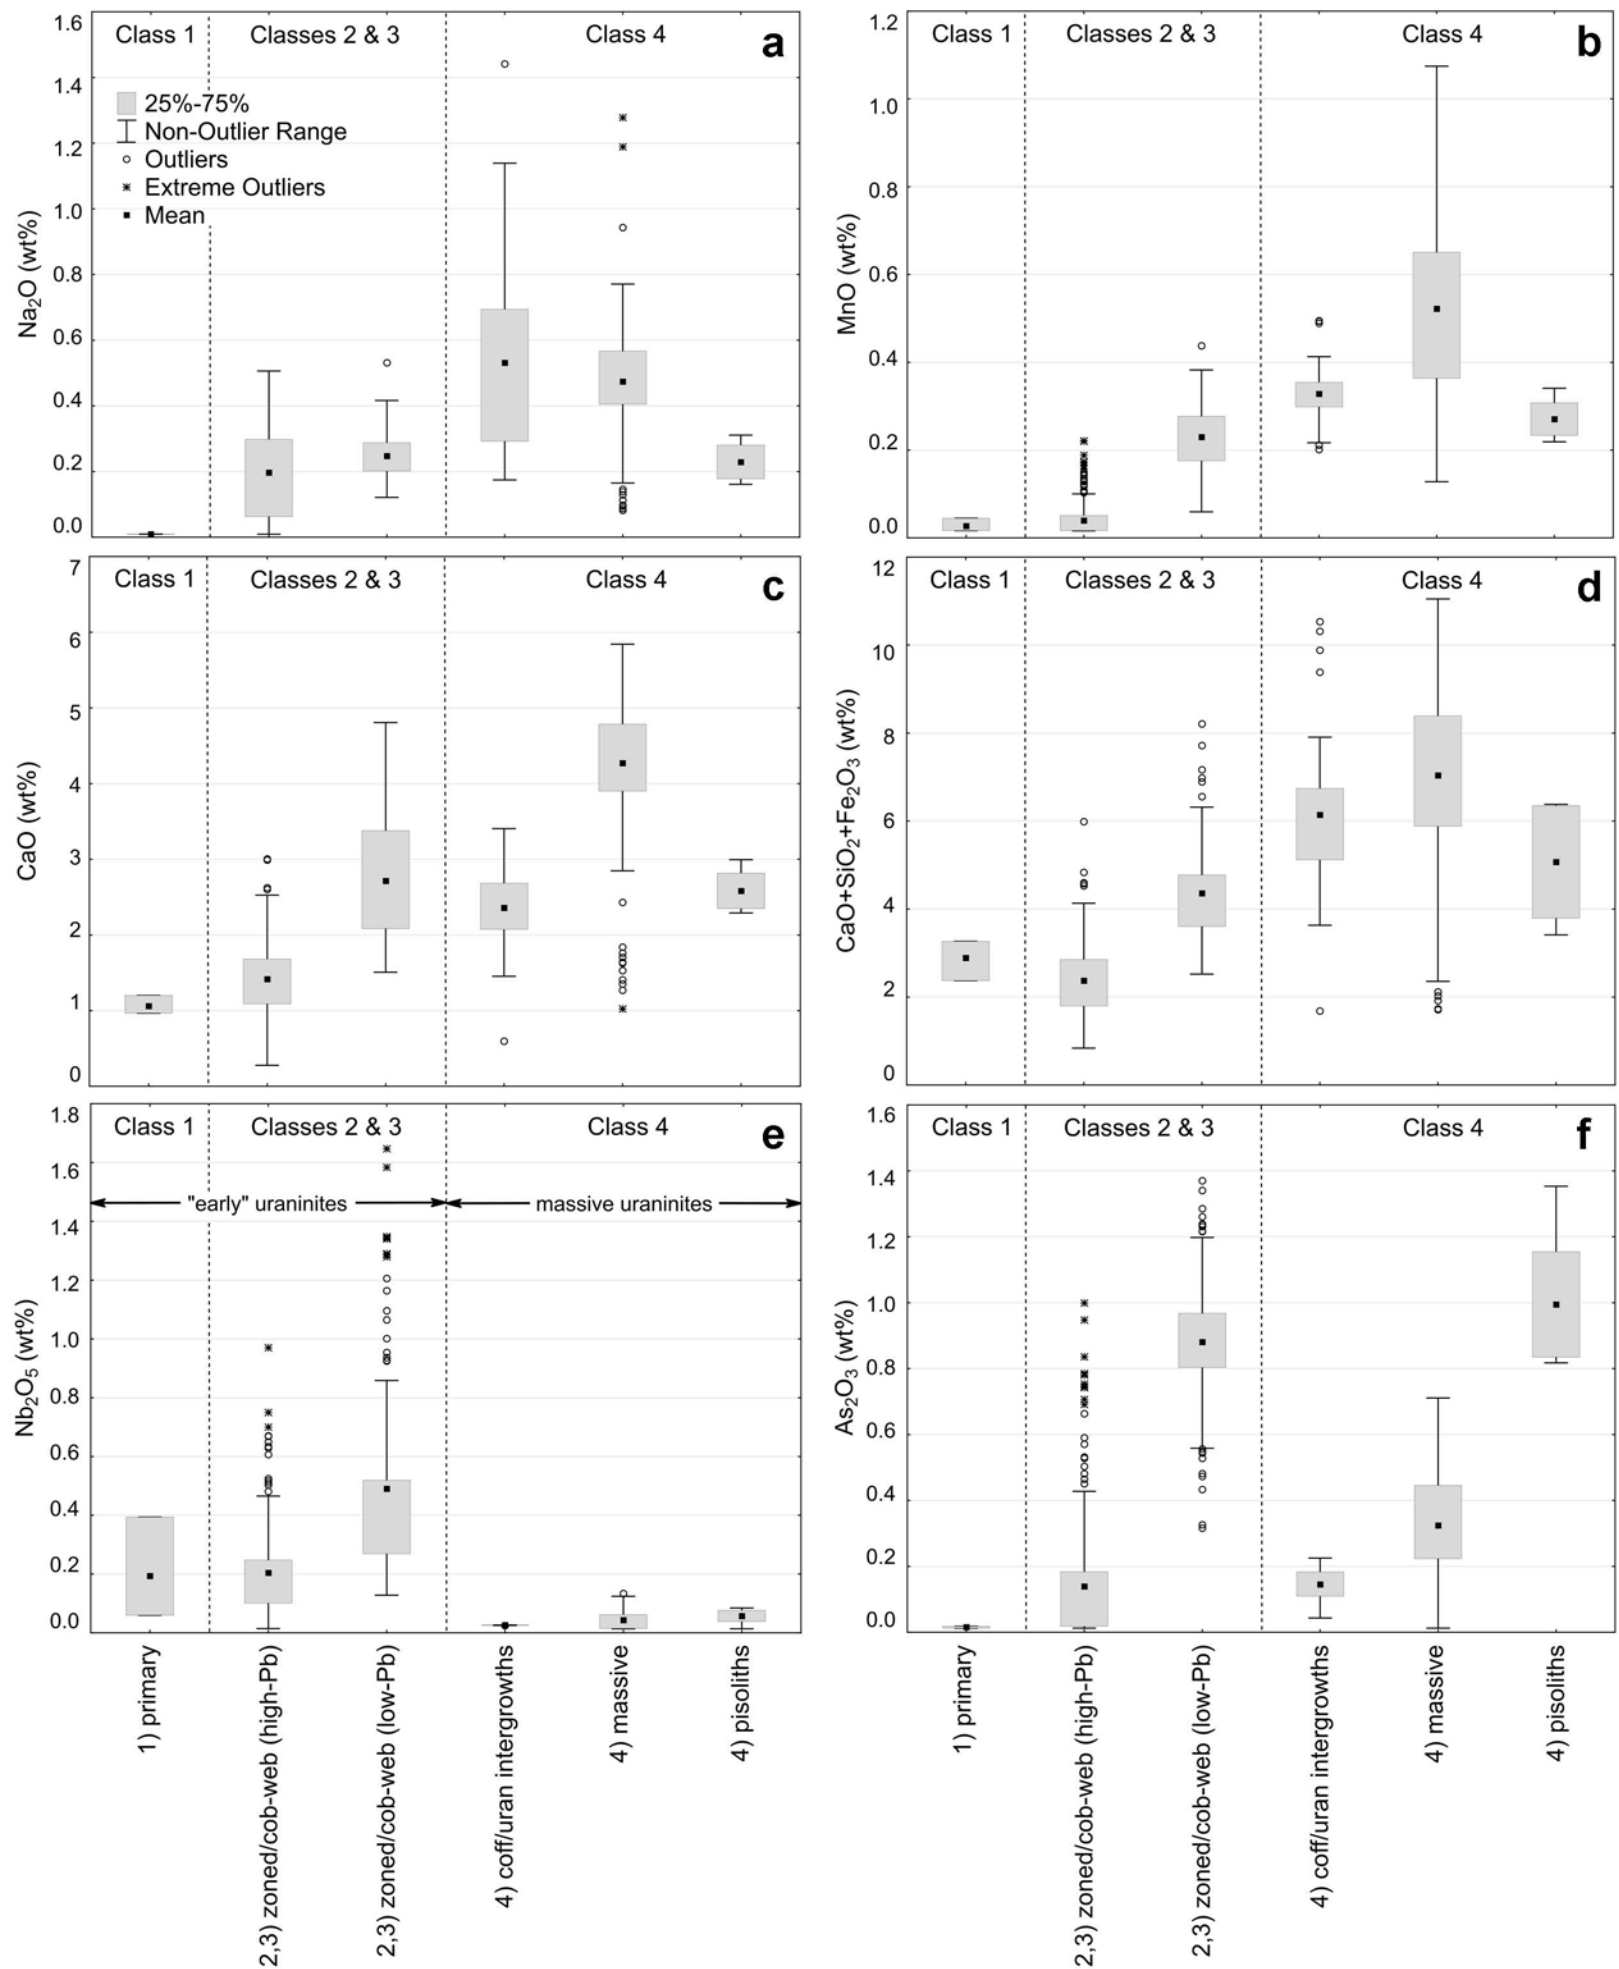 Class 1 Classes 2 & 3 Class 4 a
25%-75%
Non-Outlier Range
Outliers
Extreme Outliers
Mean
Na2O (wt%)
1.6
1.4
1.2
1.0
0.8
0.6
0.4
0.2
0.0
Class 1 Classes 2 & 3 Class 4 b
MnO (wt%)
1.2
1.0
0.8
0.6
0.4
0.2
0.0
Class 1 Classes 2 & 3 Class 4 c
CaO (wt%)
7
6
5
4
3
2
1
0
Class 1 Classes 2 & 3 Class 4 d
CaO+SiO2+Fe2O3 (wt%)
12
10
8
6
4
2
0
Class 1 Classes 2 & 3 Class 4 e
"early" uraninites massive uraninites
Nb2O5 (wt%)
1.8
1.6
1.4
1.2
1.0
0.8
0.6
0.4
0.2
0.0
1) primary
2,3) zoned/cob-web (high-Pb)
2,3) zoned/cob-web (low-Pb)
4) coff/uran intergrowths
4) massive
4) pisoliths
Class 1 Classes 2 & 3 Class 4 f
As2O3 (wt%)
1.6
1.4
1.2
1.0
0.8
0.6
0.4
0.2
0.0
1) primary
2,3) zoned/cob-web (high-Pb)
2,3) zoned/cob-web (low-Pb)
4) coff/uran intergrowths
4) massive
4) pisoliths